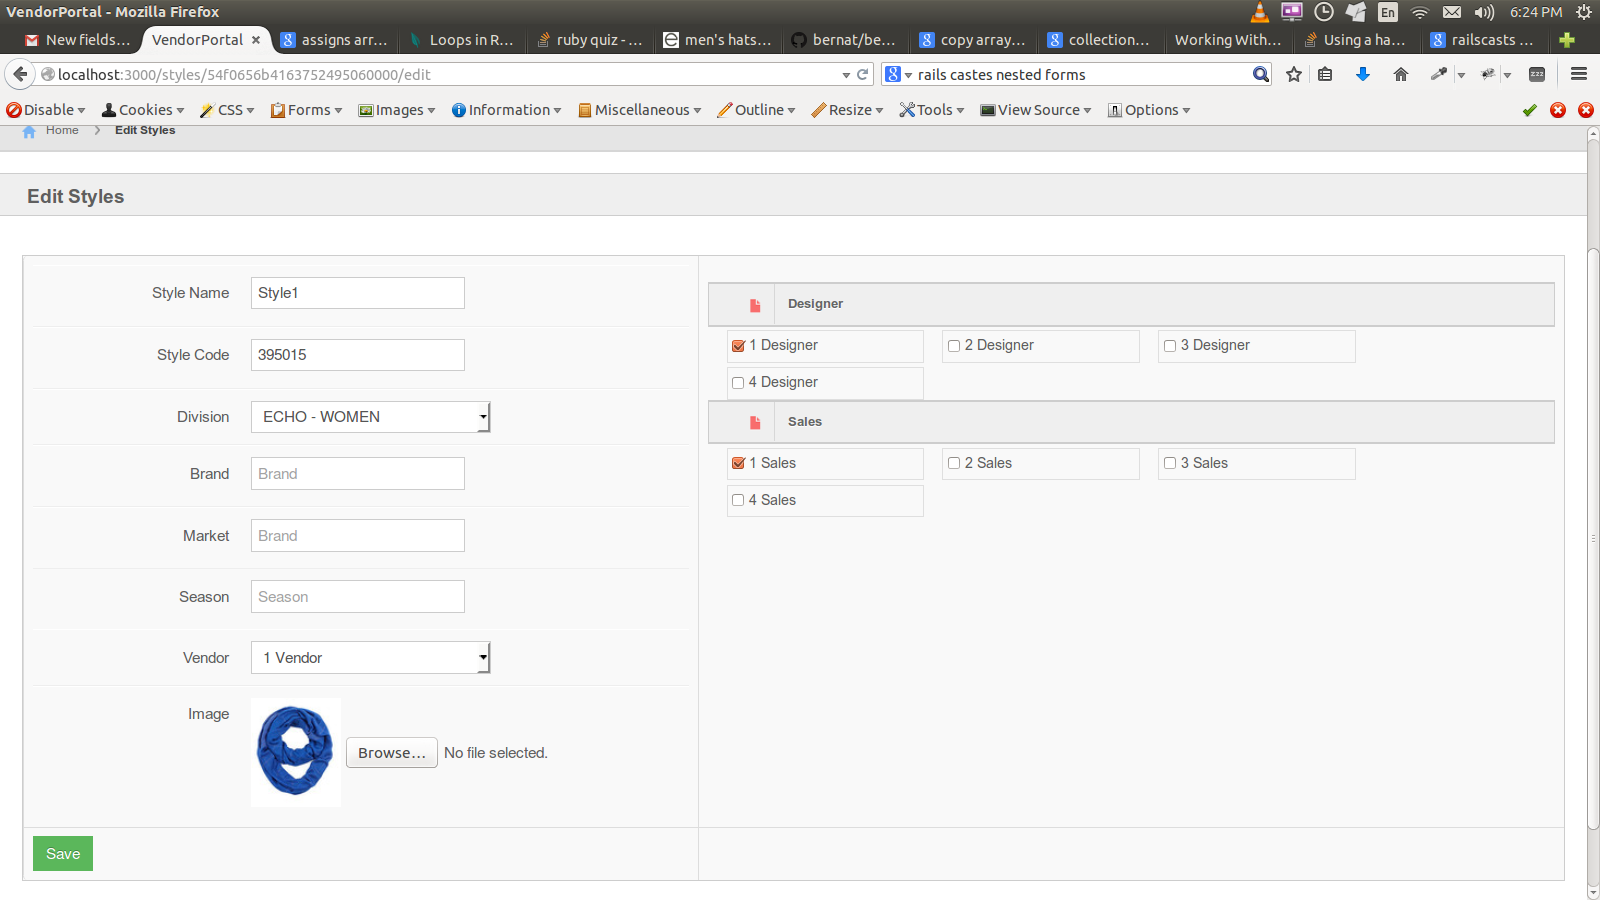 VendorPortal - Mozilla Firefox
En
6:24 PM
New fields...
VendorPortal
assigns arr...
Loops in R...
ruby quiz - ...
men's hats...
bernat/be...
copy array...
collection...
Working With...
Using a ha...
railscasts ...
localhost:3000/styles/54f0656b4163752495060000/edit
rails castes nested forms
Disable
Cookies
CSS
Forms
Images
Information
Miscellaneous
Outline
Resize
Tools
View Source
Options
Home
Edit Styles
Edit Styles
Style Name
Style1
Style Code
395015
Division
ECHO - WOMEN
Brand
Brand
Market
Brand
Season
Season
Vendor
1 Vendor
Image
Browse...
No file selected.
Save
Designer
1 Designer
2 Designer
3 Designer
4 Designer
Sales
1 Sales
2 Sales
3 Sales
4 Sales